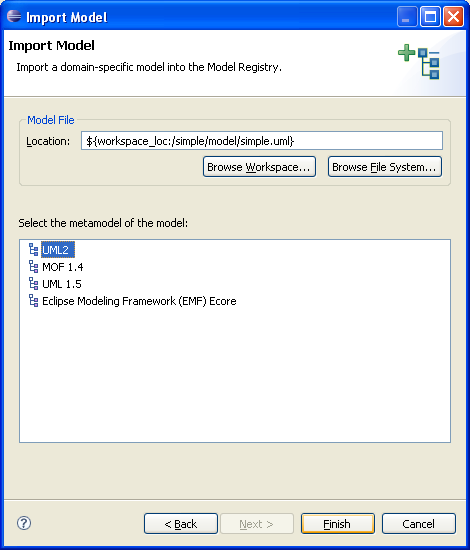 Import Model
Import Model
Import a domain-specific model into the Model Registry.
Model File
Location: ${workspace_loc:/simple/model/simple.uml}
Browse Workspace... Browse File System...
Select the metamodel of the model:
UML2
MOF 1.4
UML 1.5
Eclipse Modeling Framework (EMF) Ecore
? < Back Next > Finish Cancel